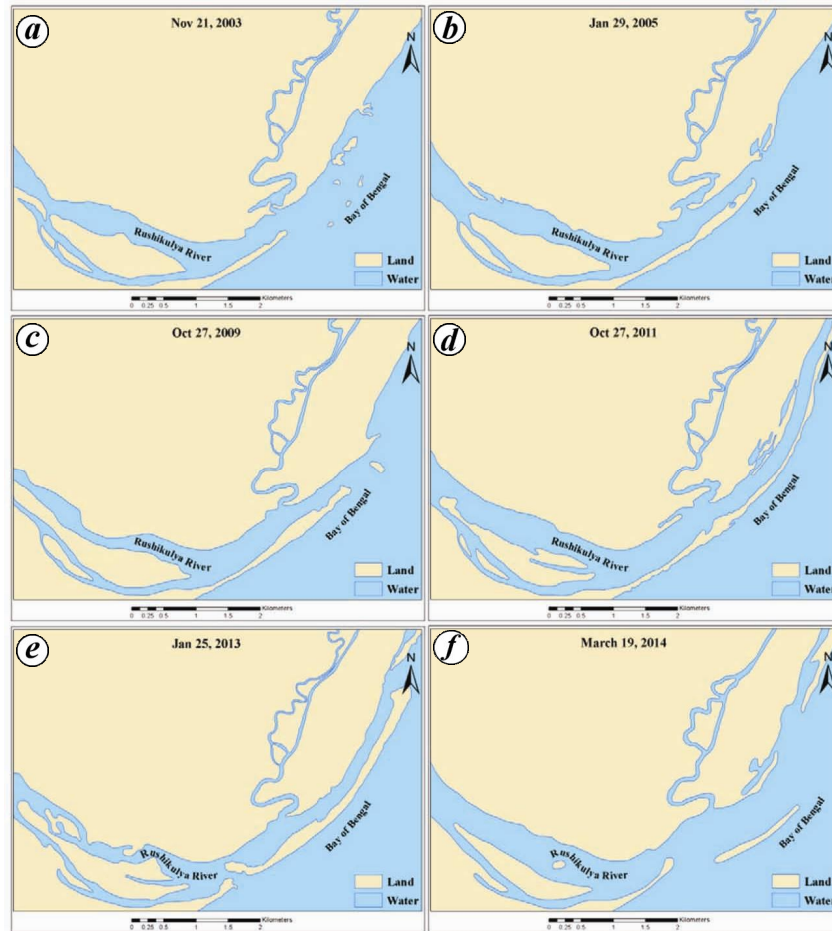 a
Nov 21, 2003
N
Rushikulya River
Bay of Bengal
Land
Water
0 0.25 0.5 1 1.5 2 Kilometers
b
Jan 29, 2005
N
Rushikulya River
Bay of Bengal
Land
Water
0 0.25 0.5 1 1.5 2 Kilometers
c
Oct 27, 2009
N
Rushikulya River
Bay of Bengal
Land
Water
0 0.25 0.5 1 1.5 2 Kilometers
d
Oct 27, 2011
N
Rushikulya River
Bay of Bengal
Land
Water
0 0.25 0.5 1 1.5 2 Kilometers
e
Jan 25, 2013
N
Rushikulya River
Bay of Bengal
Land
Water
0 0.25 0.5 1 1.5 2 Kilometers
f
March 19, 2014
N
Rushikulya River
Bay of Bengal
Land
Water
0 0.25 0.5 1 1.5 2 Kilometers